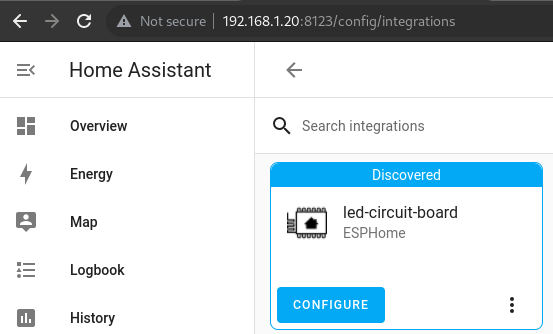 Not secure 192.168.1.20:8123/config/integrations
Home Assistant
Search integrations
Overview
Energy
Map
Logbook
History
Discovered
led-circuit-board
ESPHome
CONFIGURE